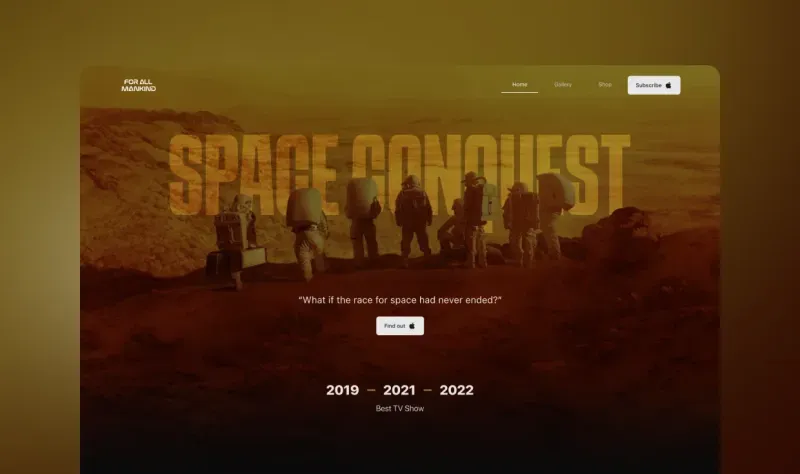 FOR ALL
MANKIND
Home
Gallery
Shop
Subscribe
SPACE CONQUEST
“What if the race for space had never ended?”
Find out
2019 — 2021 — 2022
Best TV Show